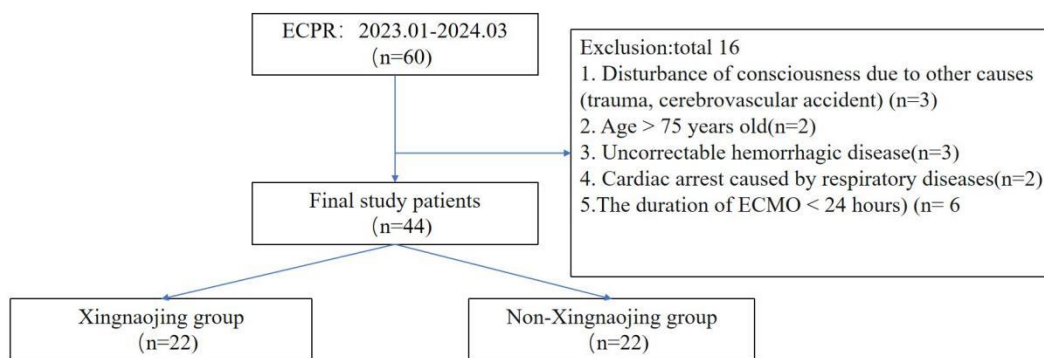 ECPR： 2023.01-2024.03
（n=60)
Exclusion:total 16
1. Disturbance of consciousness due to other causes
(trauma, cerebrovascular accident) (n=3)
2. Age > 75 years old(n=2)
3. Uncorrectable hemorrhagic disease(n=3)
4. Cardiac arrest caused by respiratory diseases(n=2)
5.The duration of ECMO < 24 hours) (n= 6
Final study patients
（n=44)
Xingnaojing group
（n=22)
Non-Xingnaojing group
（n=22)